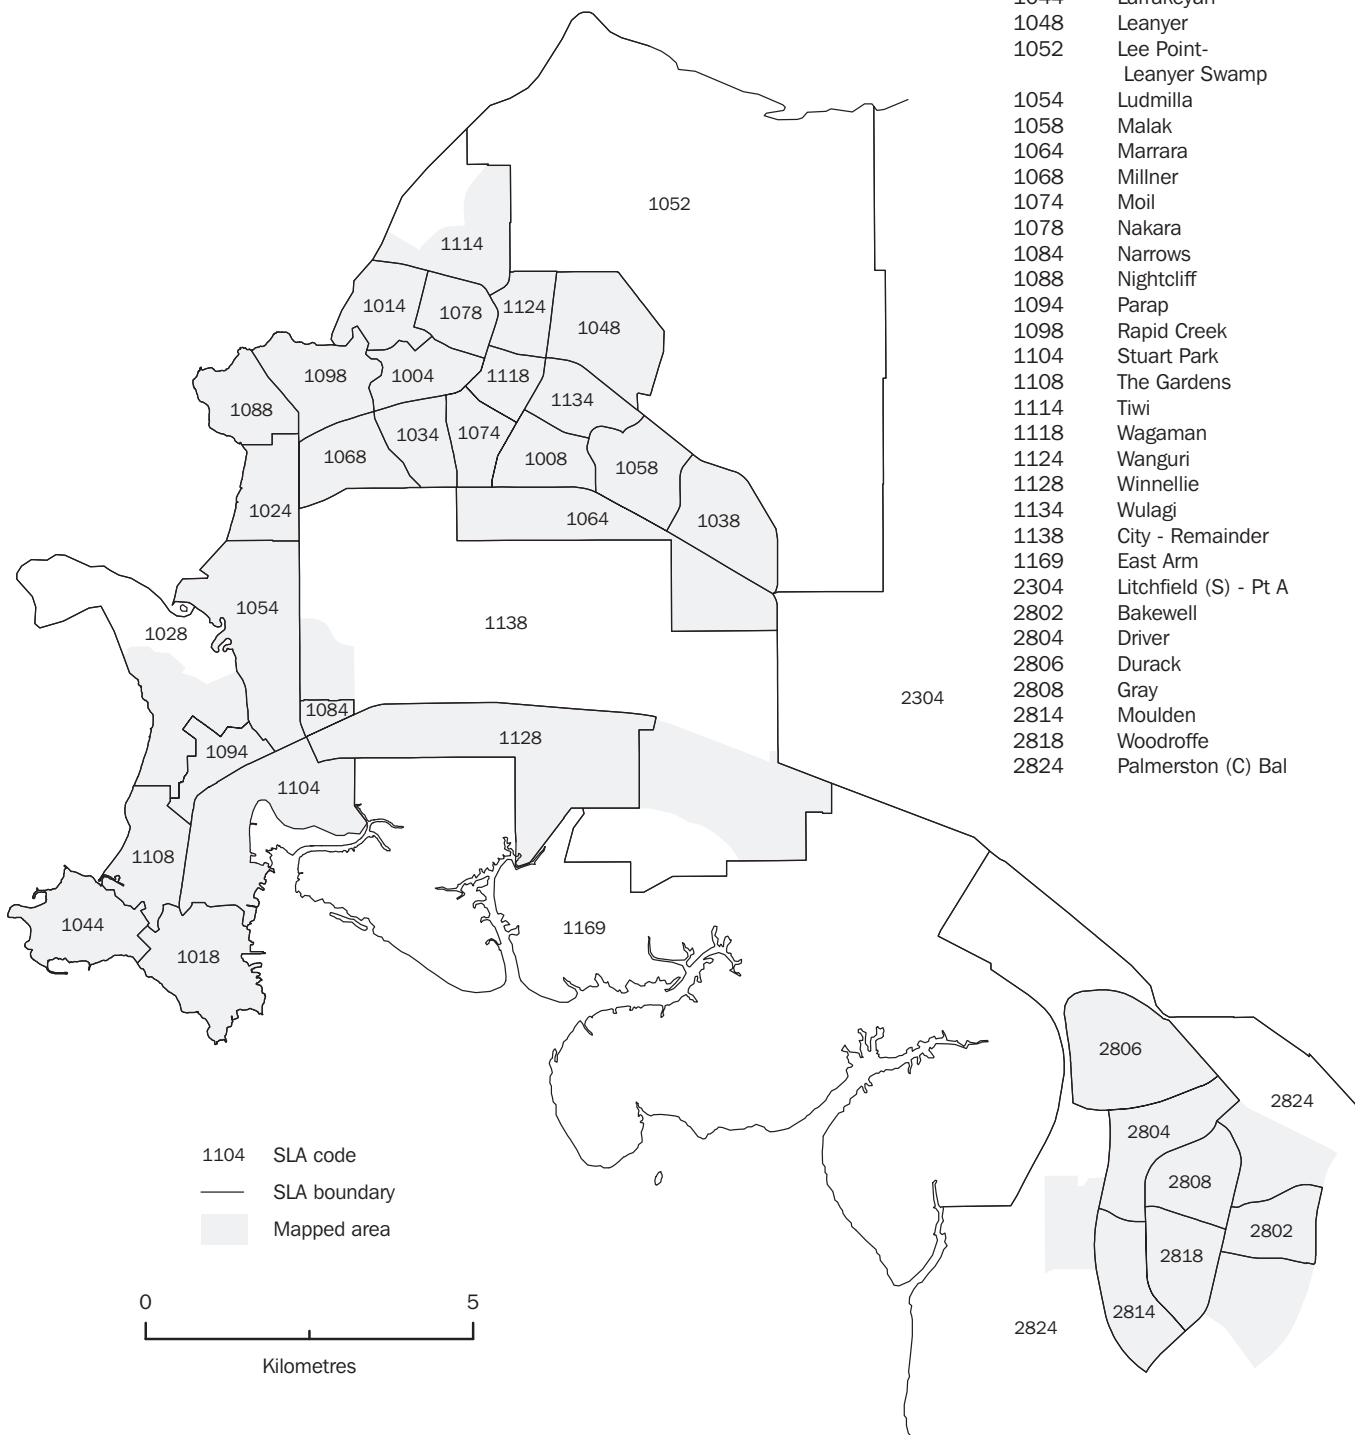 1048 Leanyer
1052 Lee Point-
Leanyer Swamp
1054 Ludmilla
1058 Malak
1064 Marrara
1068 Millner
1074 Moil
1078 Nakara
1084 Narrows
1088 Nightcliff
1094 Parap
1098 Rapid Creek
1104 Stuart Park
1108 The Gardens
1114 Tiwi
1118 Wagaman
1124 Wanguri
1128 Winnellie
1134 Wulagi
1138 City - Remainder
1169 East Arm
2304 Litchfield (S) - Pt A
2802 Bakewell
2804 Driver
2806 Durack
2808 Gray
2814 Moulden
2818 Woodroffe
2824 Palmerston (C) Bal
1052
1114
1014
1078
1124
1048
1098
1004
1118
1088
1134
1034
1074
1068
1008
1058
1024
1064
1038
1054
1138
1028
2304
1084
1128
1094
1104
1108
1044
1169
1018
2806
2824
2804
2808
2802
2818
2814
2824
1104 SLA code
SLA boundary
Mapped area
0 5
Kilometres